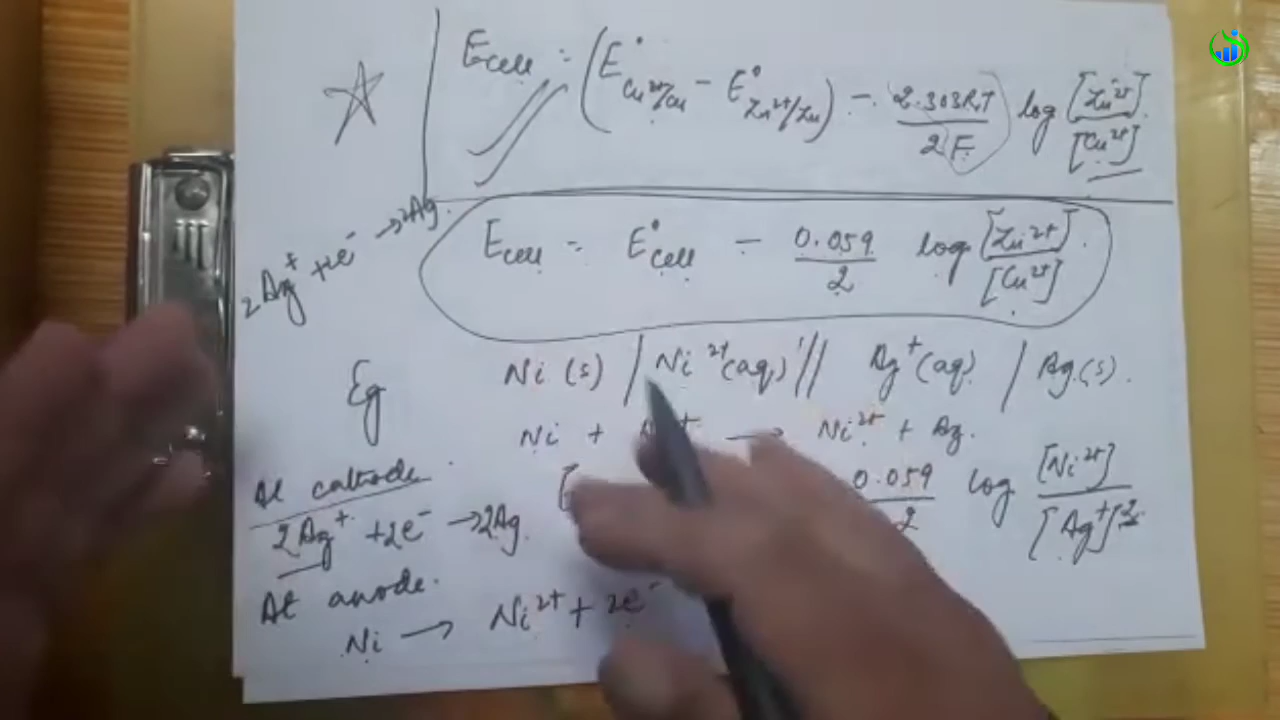 Ecell = (E°Cu²⁺/Cu - E°Zn²⁺/Zn) - 2.303RT/2F log [Zn²⁺]/[Cu²⁺]
2Ag⁺ + 2e⁻ → 2Ag.
Ecell = E°cell - 0.059/2 log [Zn²⁺]/[Cu²⁺]
Eg Ni (s) | Ni²⁺(aq) || Ag⁺(aq) | Ag(s).
Ni + → Ni²⁺ + Ag.
0.059/2 log [Ni²⁺]/[Ag⁺]²
At cathode.
2Ag⁺ + 2e⁻ → 2Ag.
At anode.
Ni → Ni²⁺ + 2e⁻